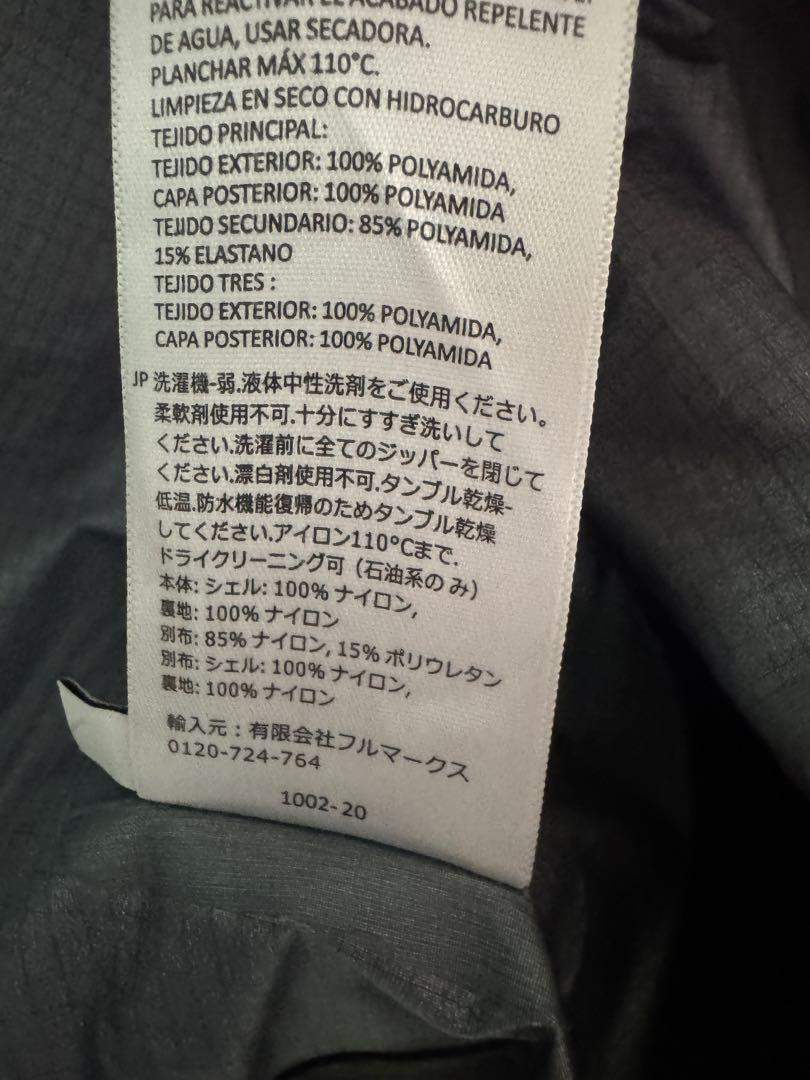 PARA REACTIVAR EL ACABADO REPELENTE
DE AGUA, USAR SECADORA.
PLANCHAR MÁX 110°C.
LIMPIEZA EN SECO CON HIDROCARBURO
TEJIDO PRINCIPAL:
TEJIDO EXTERIOR: 100% POLYAMIDA,
CAPA POSTERIOR: 100% POLYAMIDA
TEJIDO SECUNDARIO: 85% POLYAMIDA,
15% ELASTANO
TEJIDO TRES :
TEJIDO EXTERIOR: 100% POLYAMIDA,
CAPA POSTERIOR: 100% POLYAMIDA
JP 洗濯機-弱.液体中性洗剤をご使用ください。
柔軟剤使用不可.十分にすすぎ洗いして
ください.洗濯前に全てのジッパーを閉じて
ください.漂白剤使用不可.タンブル乾燥-
低温.防水機能復帰のためタンブル乾燥
してください.アイロン110°Cまで.
ドライクリーニング可（石油系のみ）
本体: シェル: 100% ナイロン,
裏地: 100% ナイロン
別布: 85% ナイロン, 15% ポリウレタン
別布: シェル: 100% ナイロン,
裏地: 100% ナイロン
輸入元：有限会社フルマークス
0120-724-764
1002-20